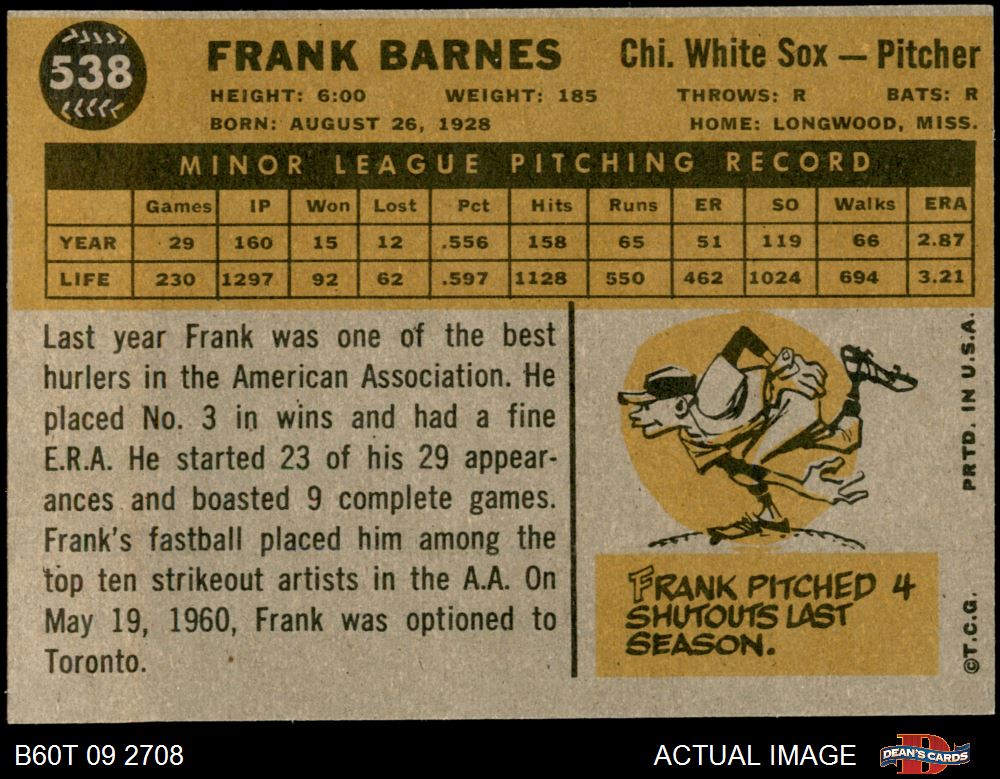 538
FRANK BARNES
Chi. White Sox — Pitcher
HEIGHT: 6:00 WEIGHT: 185 THROWS: R BATS: R
BORN: AUGUST 26, 1928 HOME: LONGWOOD, MISS.
MINOR LEAGUE PITCHING RECORD
Games IP Won Lost Pct Hits Runs ER SO Walks ERA
YEAR 29 160 15 12 .556 158 65 51 119 66 2.87
LIFE 230 1297 92 62 .597 1128 550 462 1024 694 3.21
Last year Frank was one of the best
hurlers in the American Association. He
placed No. 3 in wins and had a fine
E.R.A. He started 23 of his 29 appear-
ances and boasted 9 complete games.
Frank's fastball placed him among the
top ten strikeout artists in the A.A. On
May 19, 1960, Frank was optioned to
Toronto.
FRANK PITCHED 4
SHUTOUTS LAST
SEASON.
©T.C.G. PRTD. IN U.S.A.
B60T 09 2708 ACTUAL IMAGE DEAN'S CARDS